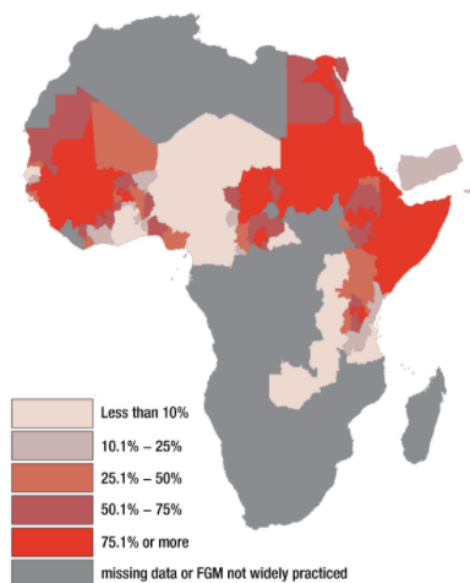 Less than 10%
10.1% – 25%
25.1% – 50%
50.1% – 75%
75.1% or more
missing data or FGM not widely practiced